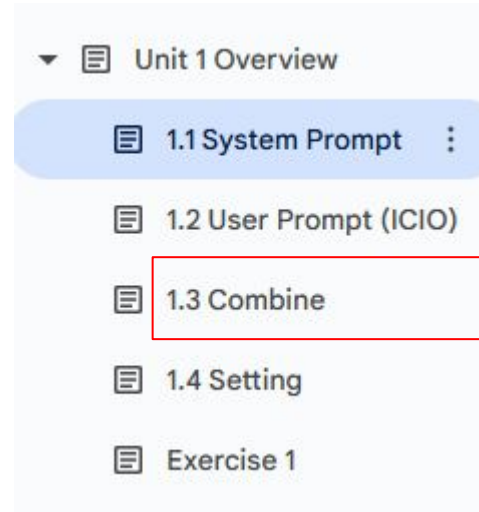 Unit 1 Overview
1.1 System Prompt
1.2 User Prompt (ICIO)
1.3 Combine
1.4 Setting
Exercise 1